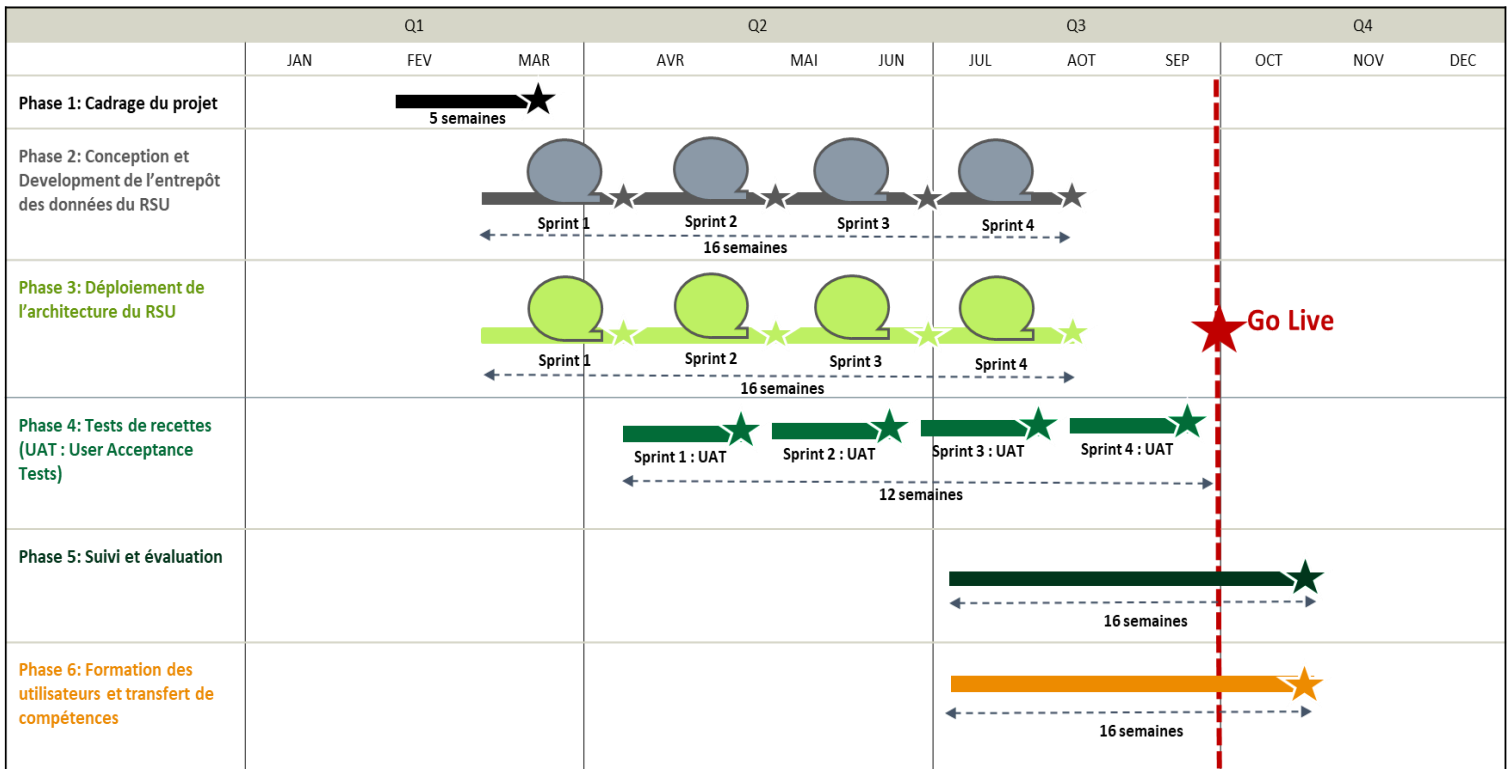 Q1 Q2 Q3 Q4
JAN FEV MAR AVR MAI JUN JUL AOT SEP OCT NOV DEC
Phase 1: Cadrage du projet
5 semaines
Phase 2: Conception et
Development de l’entrepôt
des données du RSU
Sprint 1 Sprint 2 Sprint 3 Sprint 4
16 semaines
Phase 3: Déploiement de
l’architecture du RSU
Go Live
Sprint 1 Sprint 2 Sprint 3 Sprint 4
16 semaines
Phase 4: Tests de recettes
(UAT : User Acceptance
Tests)
Sprint 1 : UAT Sprint 2 : UAT Sprint 3 : UAT Sprint 4 : UAT
12 semaines
Phase 5: Suivi et évaluation
16 semaines
Phase 6: Formation des
utilisateurs et transfert de
compétences
16 semaines